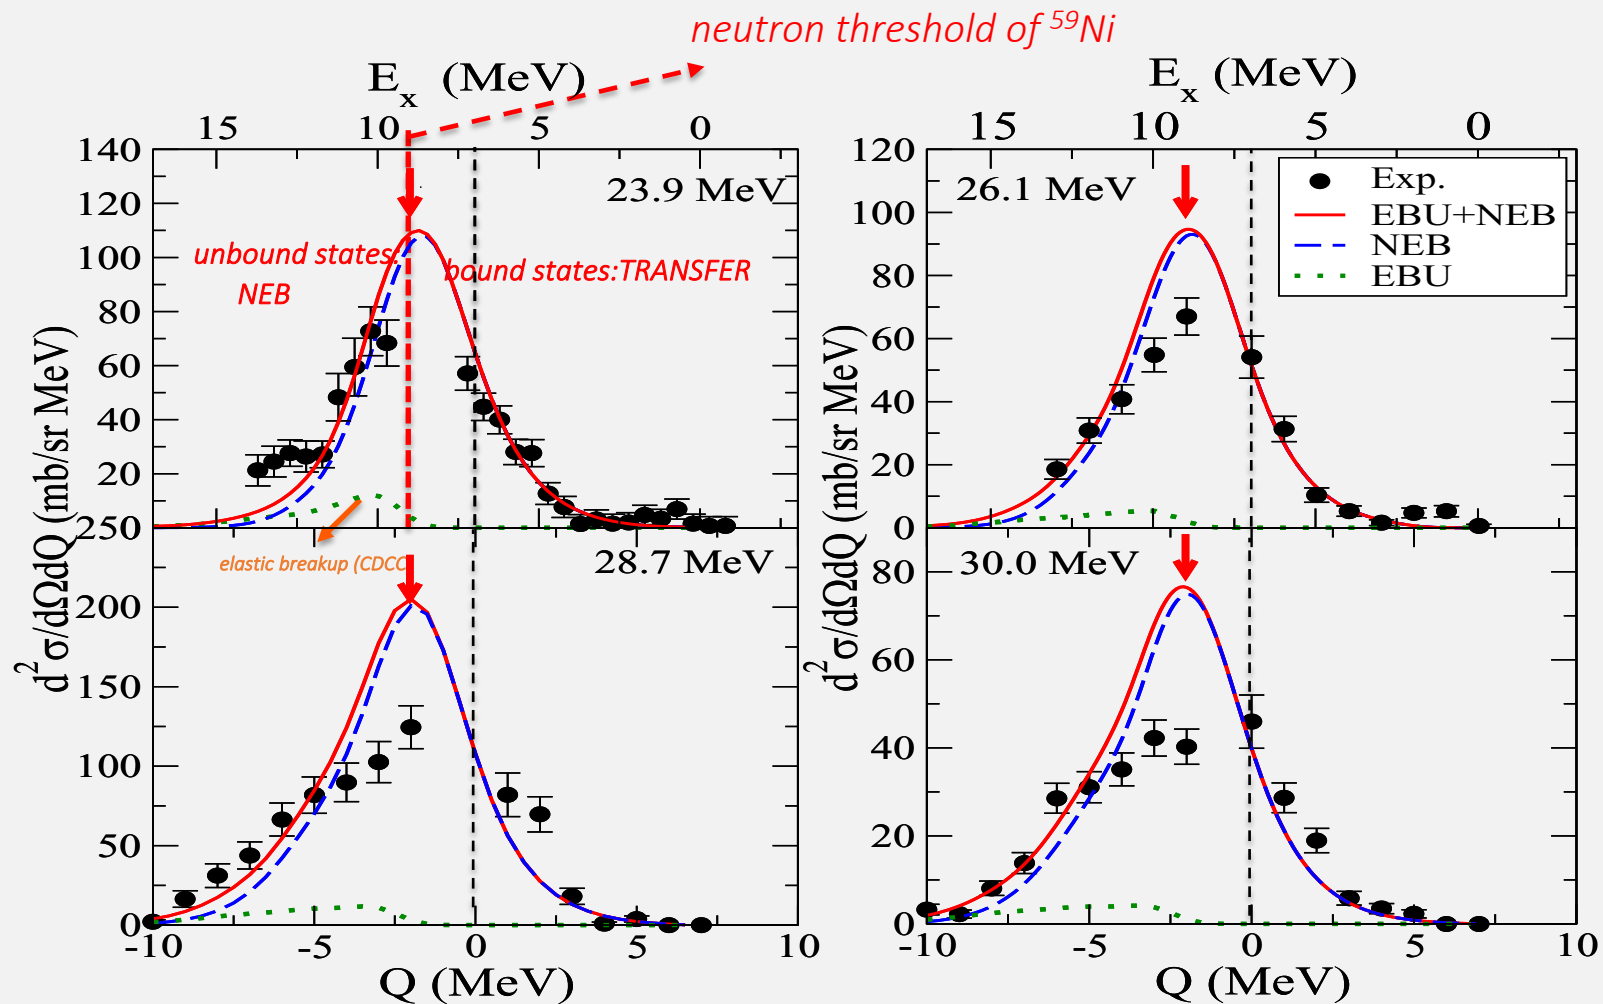 neutron threshold of ⁵⁹Ni
Eₓ (MeV)
15 10 5 0
Eₓ (MeV)
15 10 5 0
140
120
100
80
60
40
20
250
200
150
100
50
0
d² σ/dΩdQ (mb/sr MeV)
23.9 MeV
unbound states:
NEB
bound states:TRANSFER
elastic breakup (CDCC)
28.7 MeV
-10 -5 0 5 10
Q (MeV)
120
100
80
60
40
20
0
80
60
40
20
0
d² σ/dΩdQ (mb/sr MeV)
26.1 MeV
Exp.
EBU+NEB
NEB
EBU
30.0 MeV
-10 -5 0 5 10
Q (MeV)